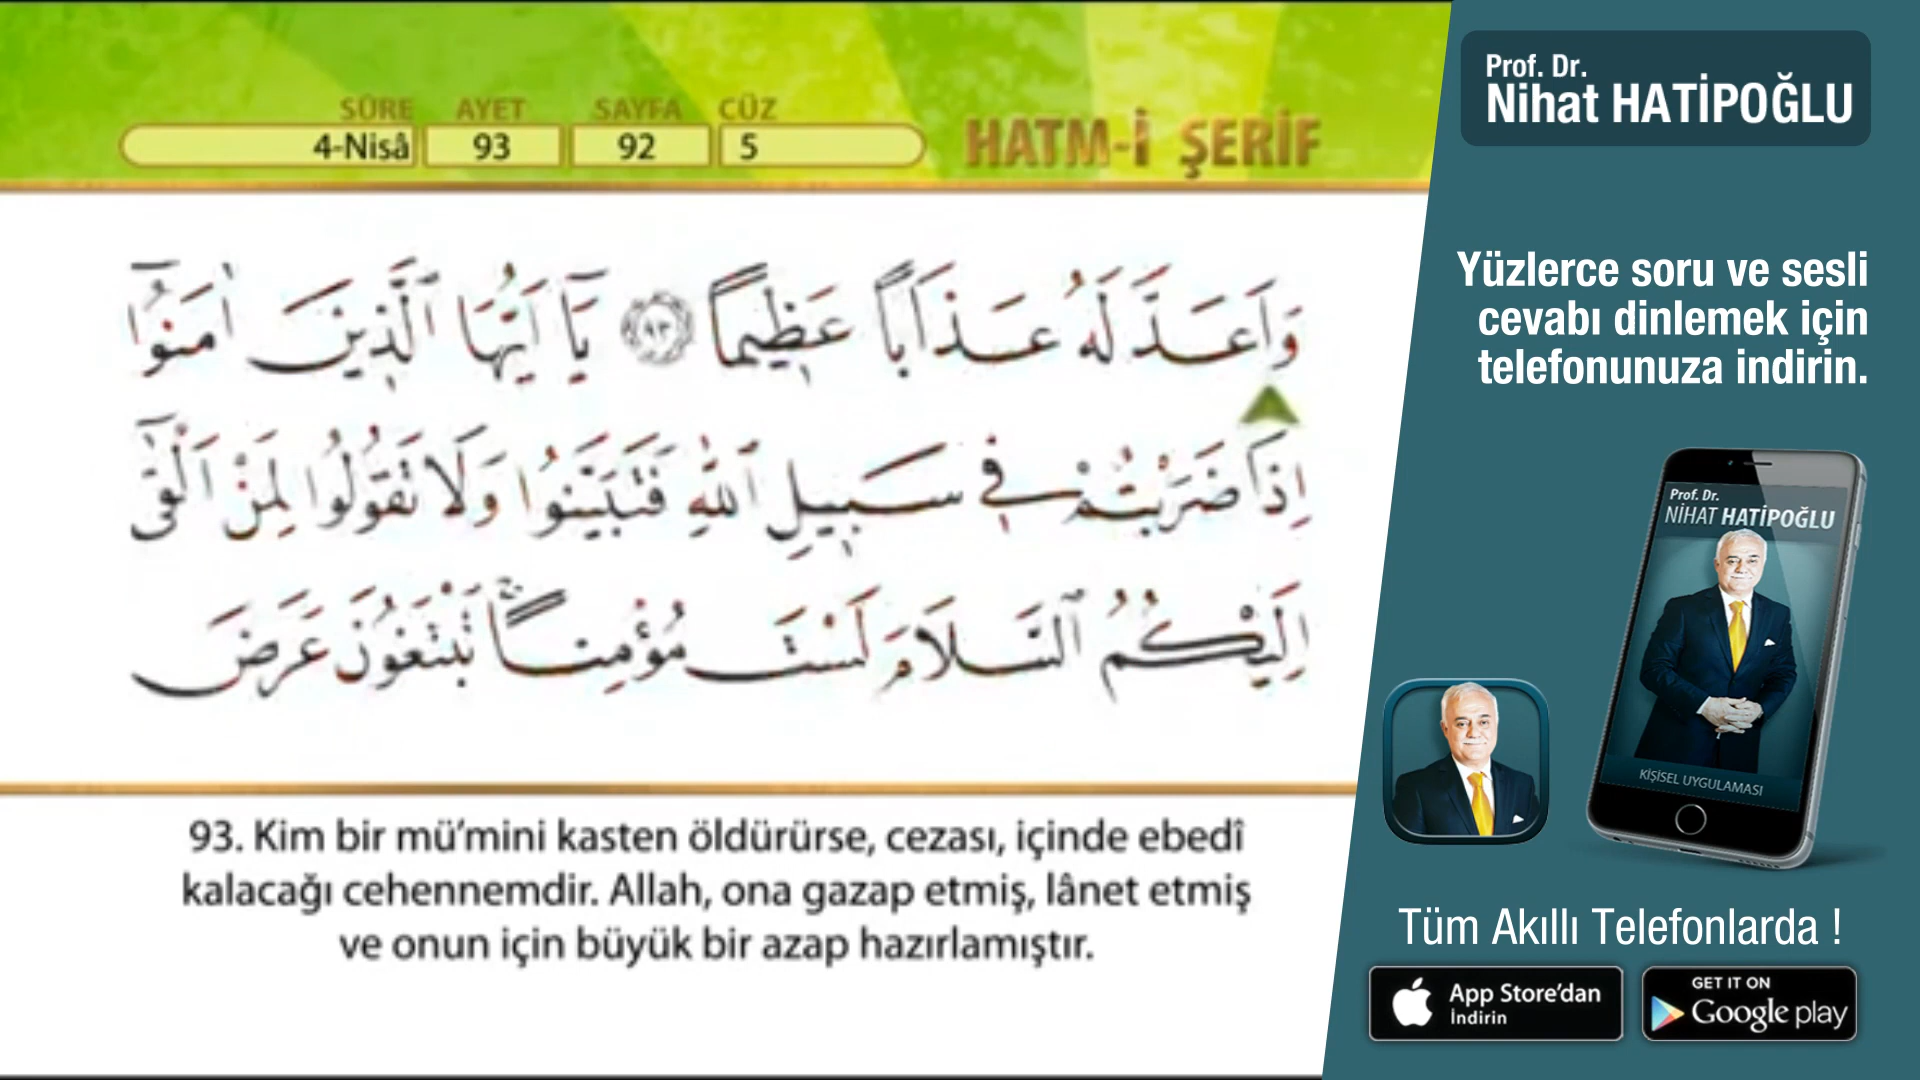 SÛRE AYET SAYFA CÜZ
4-Nisâ 93 92 5
HATM-İ ŞERİF
وَاَعَدَّ لَهُ عَذَابًا عَظِيمًا ﴿٩٣﴾ يَٓا اَيُّهَا الَّذِينَ اٰمَنُٓوا
اِذَا ضَرَبْتُمْ فِي سَبِيلِ اللّٰهِ فَتَبَيَّنُوا وَلَا تَقُولُوا لِمَنْ اَلْقٰٓى
اِلَيْكُمُ السَّلَامَ لَسْتَ مُؤْمِنًاۚ تَبْتَغُونَ عَرَضَ
93. Kim bir mü’mini kasten öldürürse, cezası, içinde ebedî
kalacağı cehennemdir. Allah, ona gazap etmiş, lânet etmiş
ve onun için büyük bir azap hazırlamıştır.
Prof. Dr.
Nihat HATİPOĞLU
Yüzlerce soru ve sesli
cevabı dinlemek için
telefonunuza indirin.
Prof. Dr.
NİHAT HATİPOĞLU
KİŞİSEL UYGULAMASI
Tüm Akıllı Telefonlarda !
App Store’dan
İndirin
GET IT ON
Google play